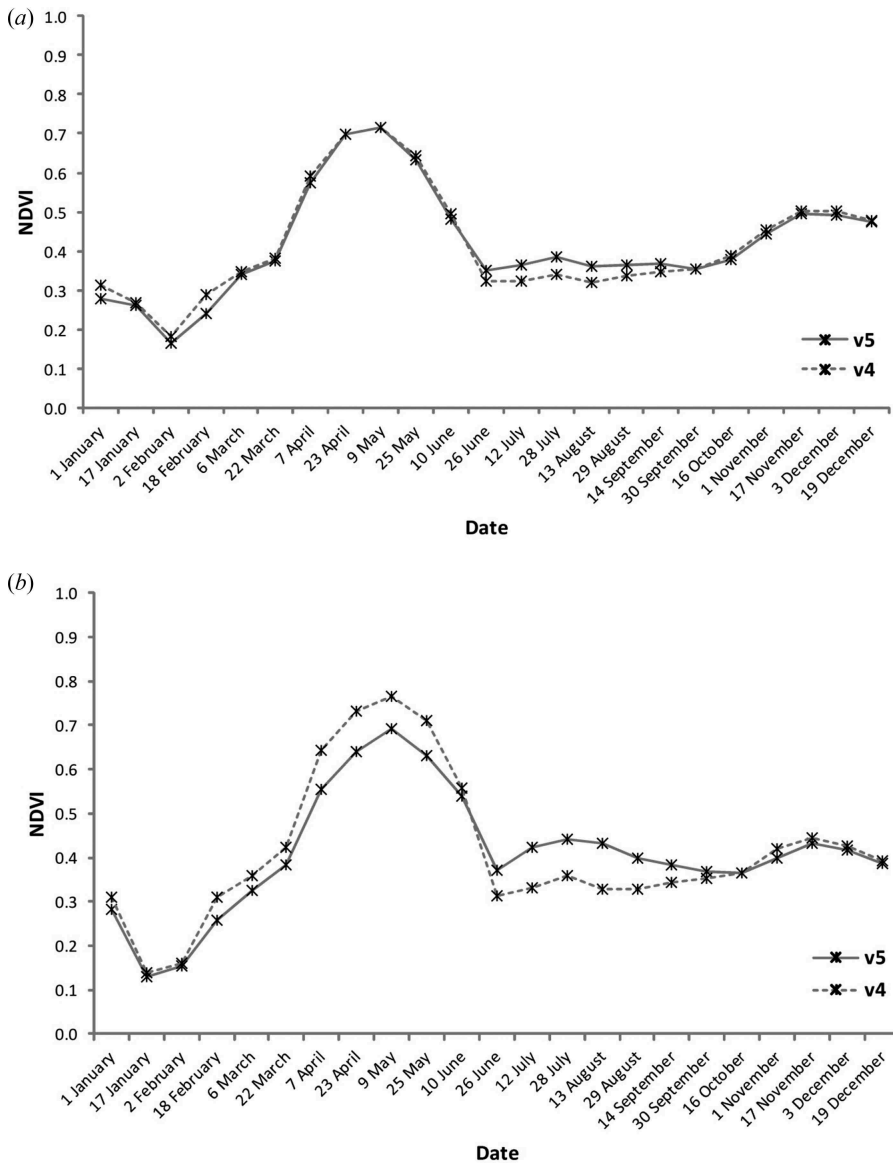 (a)
1.0
0.9
0.8
0.7
0.6
0.5
0.4
0.3
0.2
0.1
0.0
NDVI
v5
v4
1 January
17 January
2 February
18 February
6 March
22 March
7 April
23 April
9 May
25 May
10 June
26 June
12 July
28 July
13 August
29 August
14 September
30 September
16 October
1 November
17 November
3 December
19 December
Date
(b)
1.0
0.9
0.8
0.7
0.6
0.5
0.4
0.3
0.2
0.1
0.0
NDVI
v5
v4
1 January
17 January
2 February
18 February
6 March
22 March
7 April
23 April
9 May
25 May
10 June
26 June
12 July
28 July
13 August
29 August
14 September
30 September
16 October
1 November
17 November
3 December
19 December
Date